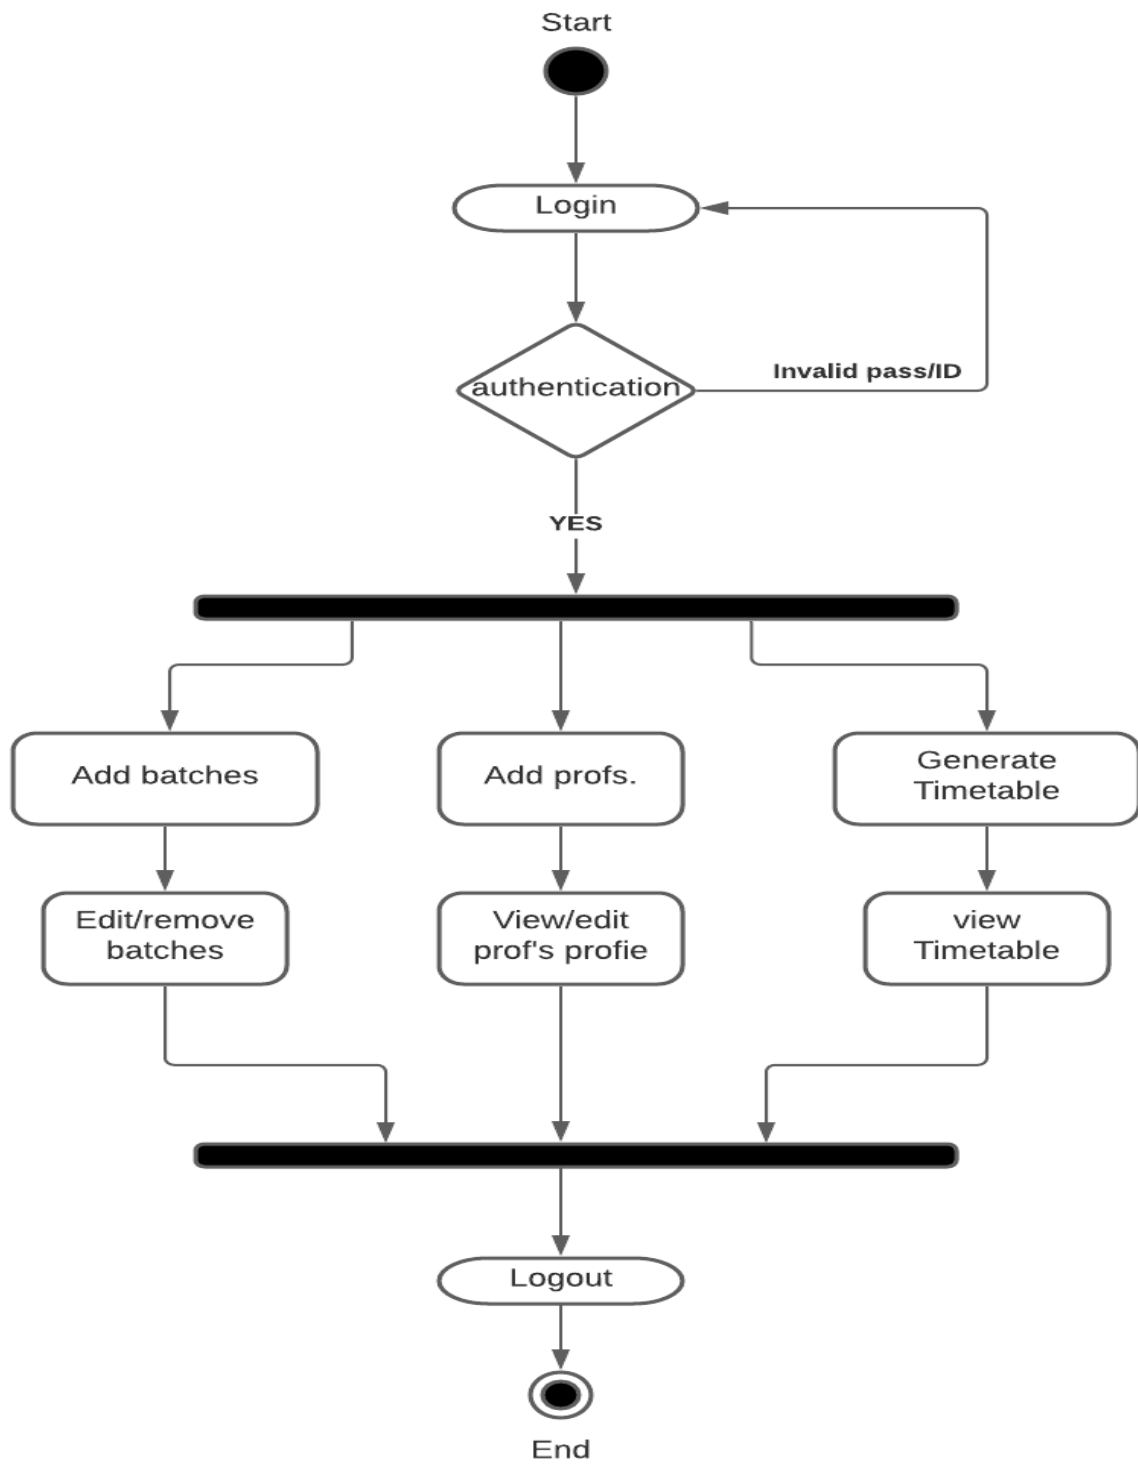 Start
Login
authentication
Invalid pass/ID
YES
Add batches
Add profs.
Generate
Timetable
Edit/remove
batches
View/edit
prof's profie
view
Timetable
Logout
End